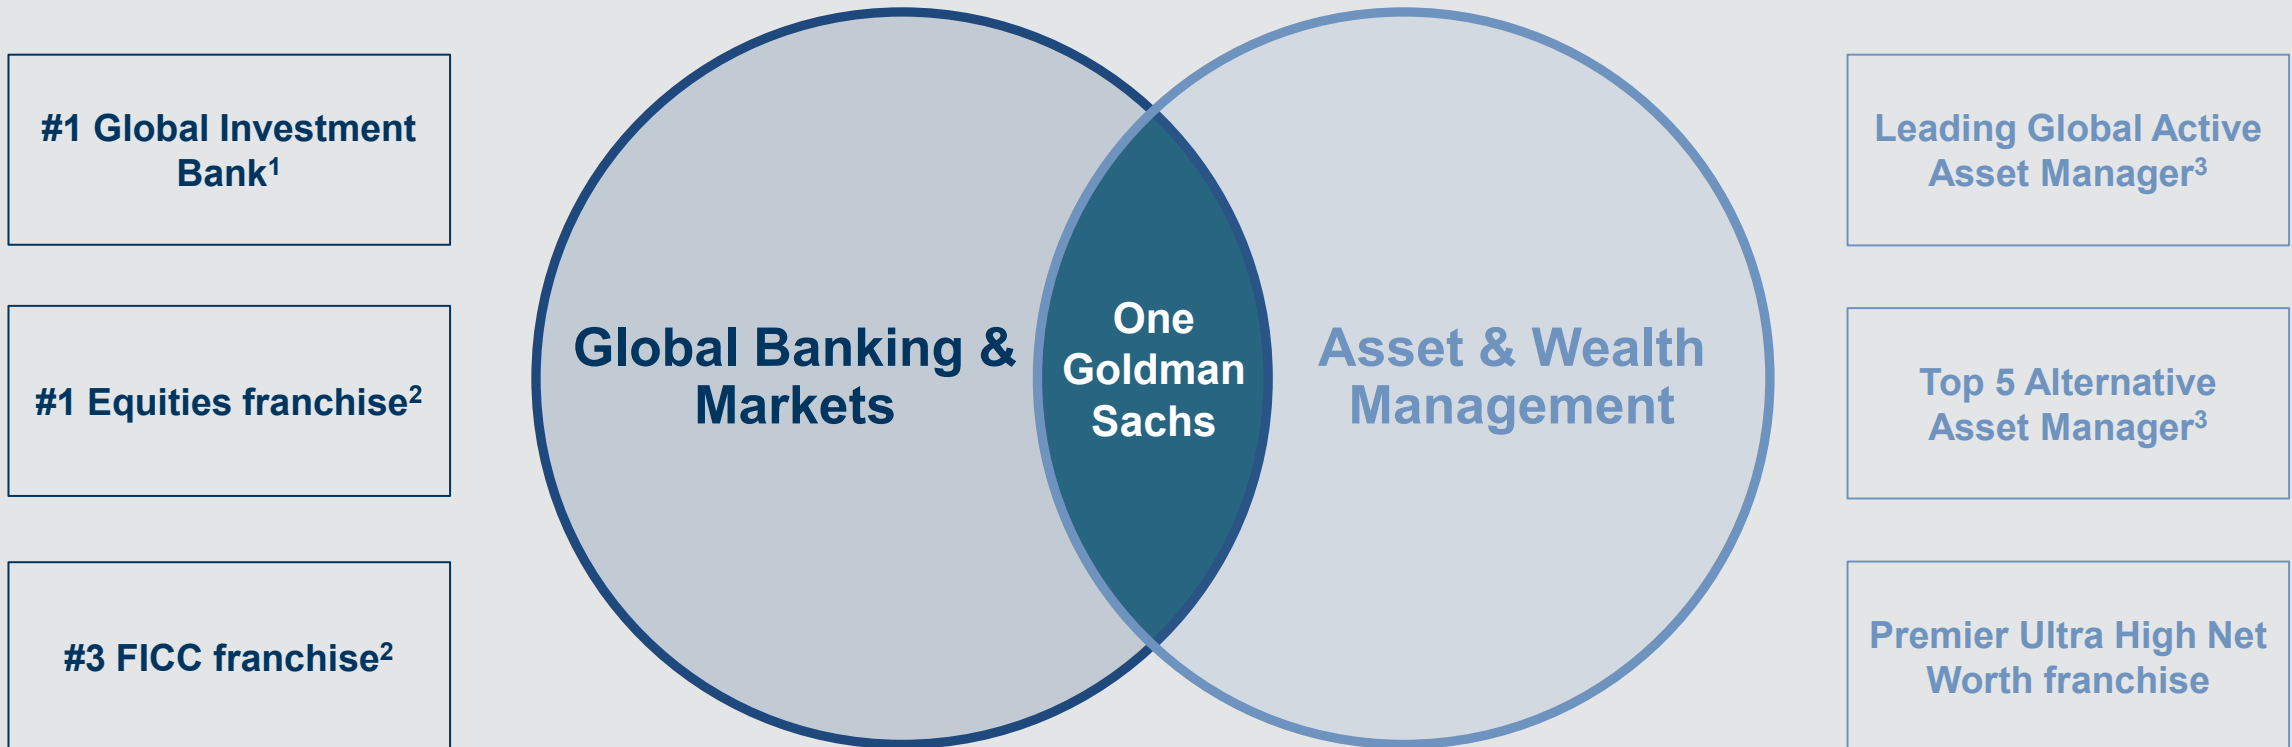 #1 Global Investment
Bank¹
#1 Equities franchise²
#3 FICC franchise²
Global Banking &
Markets
One
Goldman
Sachs
Asset & Wealth
Management
Leading Global Active
Asset Manager³
Top 5 Alternative
Asset Manager³
Premier Ultra High Net
Worth franchise